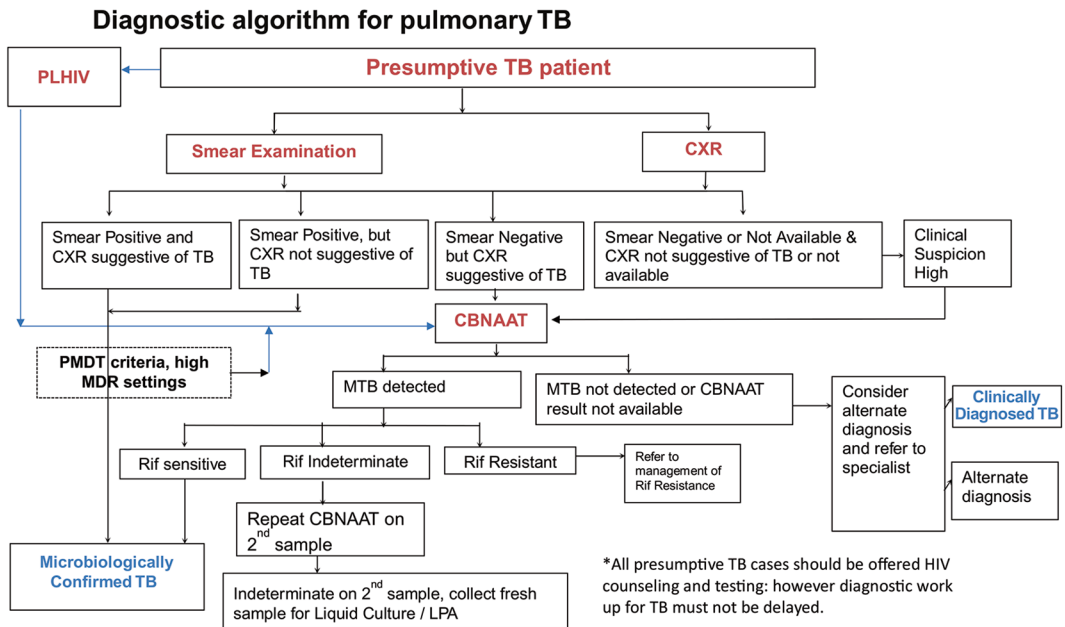 Diagnostic algorithm for pulmonary TB
PLHIV
Presumptive TB patient
Smear Examination
CXR
Smear Positive and
CXR suggestive of TB
Smear Positive, but
CXR not suggestive of
TB
Smear Negative
but CXR
suggestive of TB
Smear Negative or Not Available &
CXR not suggestive of TB or not
available
Clinical
Suspicion
High
CBNAAT
PMDT criteria, high
MDR settings
MTB detected
MTB not detected or CBNAAT
result not available
Consider
alternate
diagnosis
and refer to
specialist
Clinically
Diagnosed TB
Alternate
diagnosis
Rif sensitive
Rif Indeterminate
Rif Resistant
Refer to
management of
Rif Resistance
Repeat CBNAAT on
2nd sample
Microbiologically
Confirmed TB
Indeterminate on 2nd sample, collect fresh
sample for Liquid Culture / LPA
*All presumptive TB cases should be offered HIV
counseling and testing: however diagnostic work
up for TB must not be delayed.